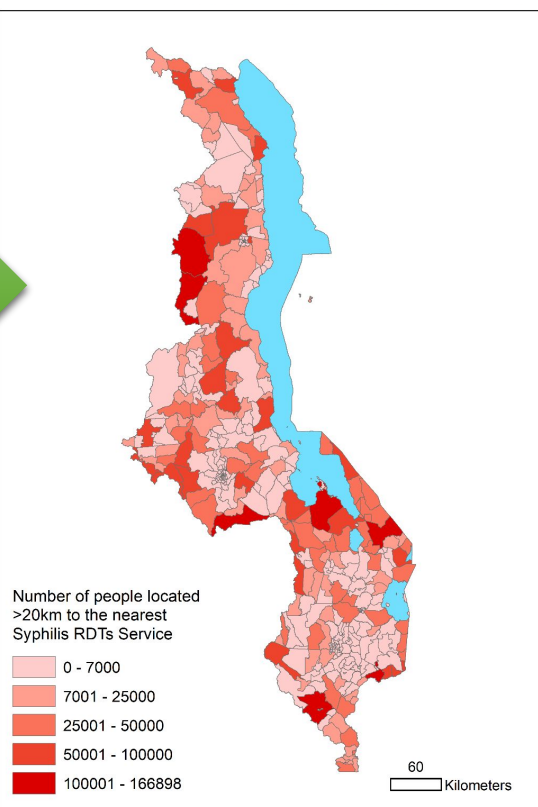 Number of people located
>20km to the nearest
Syphilis RDTs Service
0 - 7000
7001 - 25000
25001 - 50000
50001 - 100000
100001 - 166898
60
Kilometers